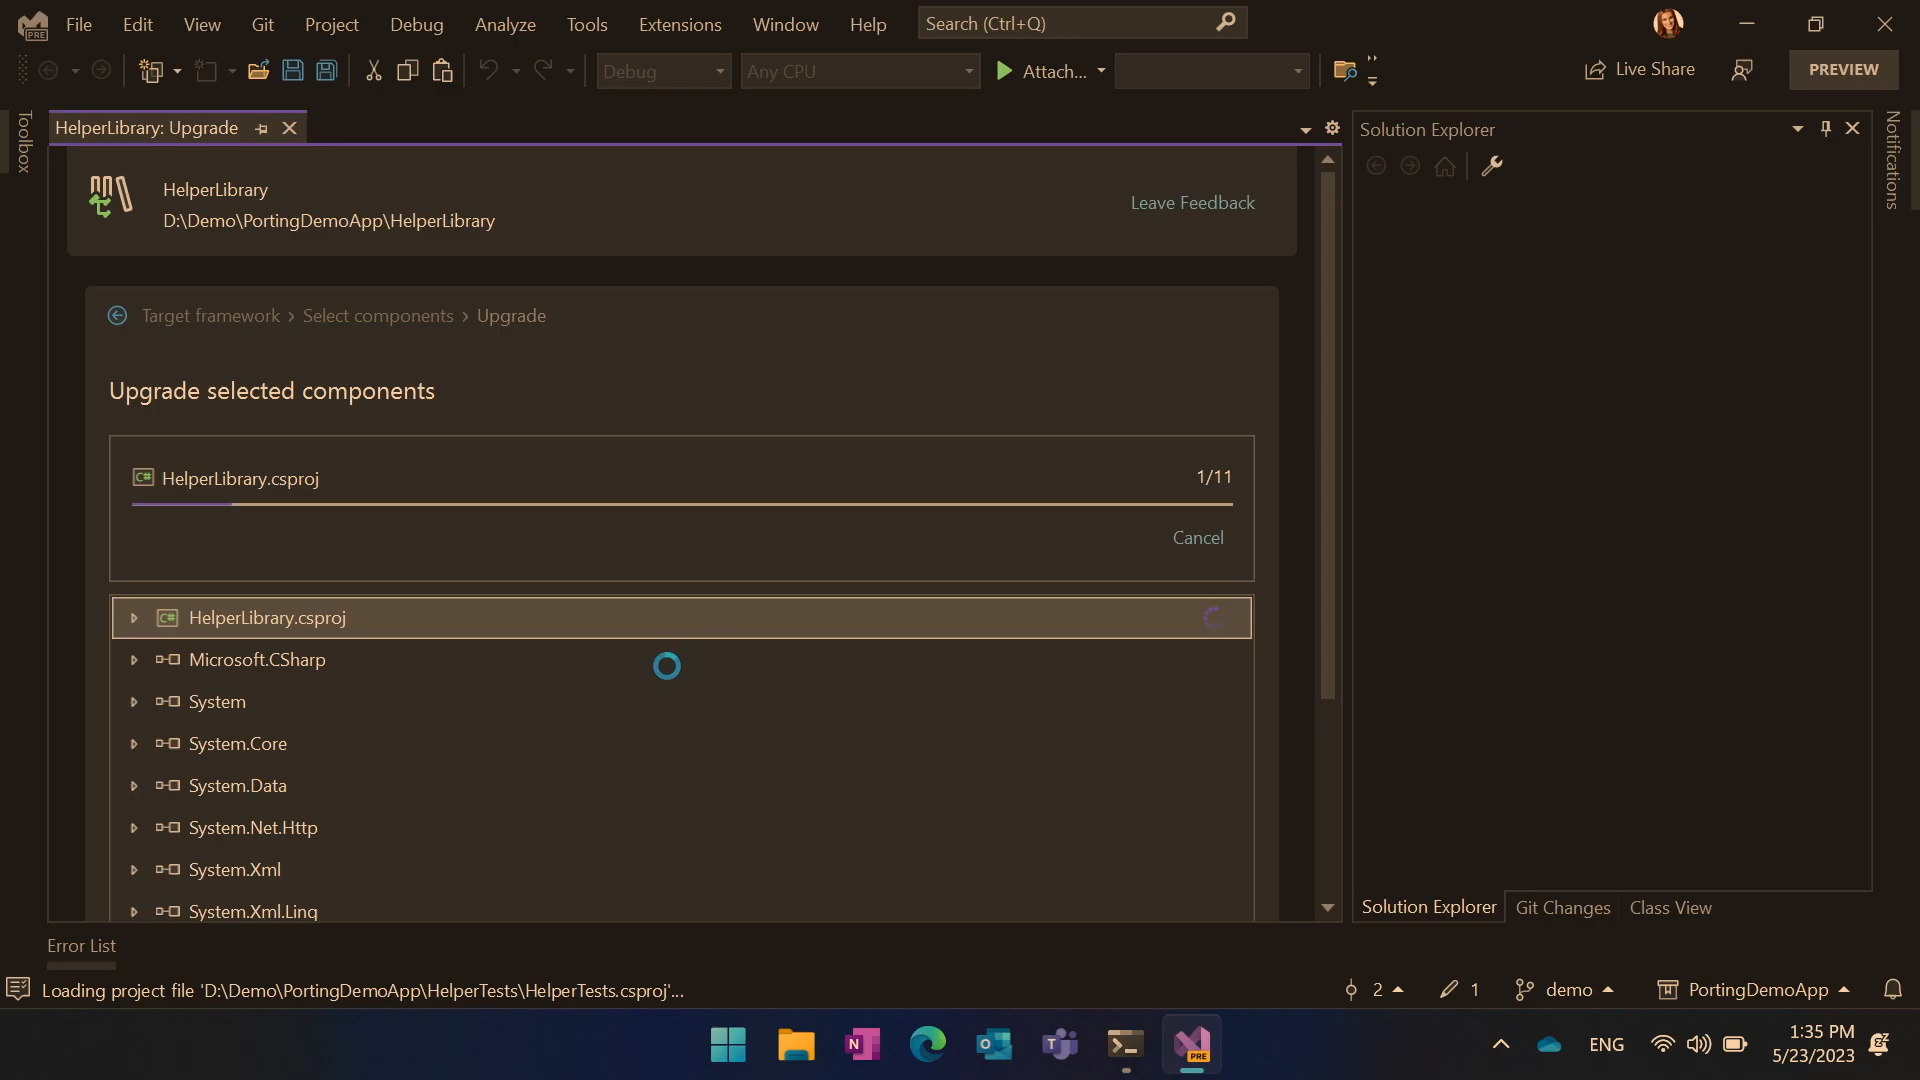 File Edit View Git Project Debug Analyze Tools Extensions Window Help Search (Ctrl+Q)
PRE
Debug Any CPU Attach... Live Share PREVIEW
Toolbox
HelperLibrary: Upgrade
HelperLibrary
D:\Demo\PortingDemoApp\HelperLibrary
Leave Feedback
Target framework > Select components > Upgrade
Upgrade selected components
C# HelperLibrary.csproj 1/11
Cancel
C# HelperLibrary.csproj
Microsoft.CSharp
System
System.Core
System.Data
System.Net.Http
System.Xml
System.Xml.Linq
Solution Explorer
Notifications
Solution Explorer Git Changes Class View
Error List
Loading project file 'D:\Demo\PortingDemoApp\HelperTests\HelperTests.csproj'...
2 1 demo PortingDemoApp
N O T PRE
ENG
1:35 PM
5/23/2023